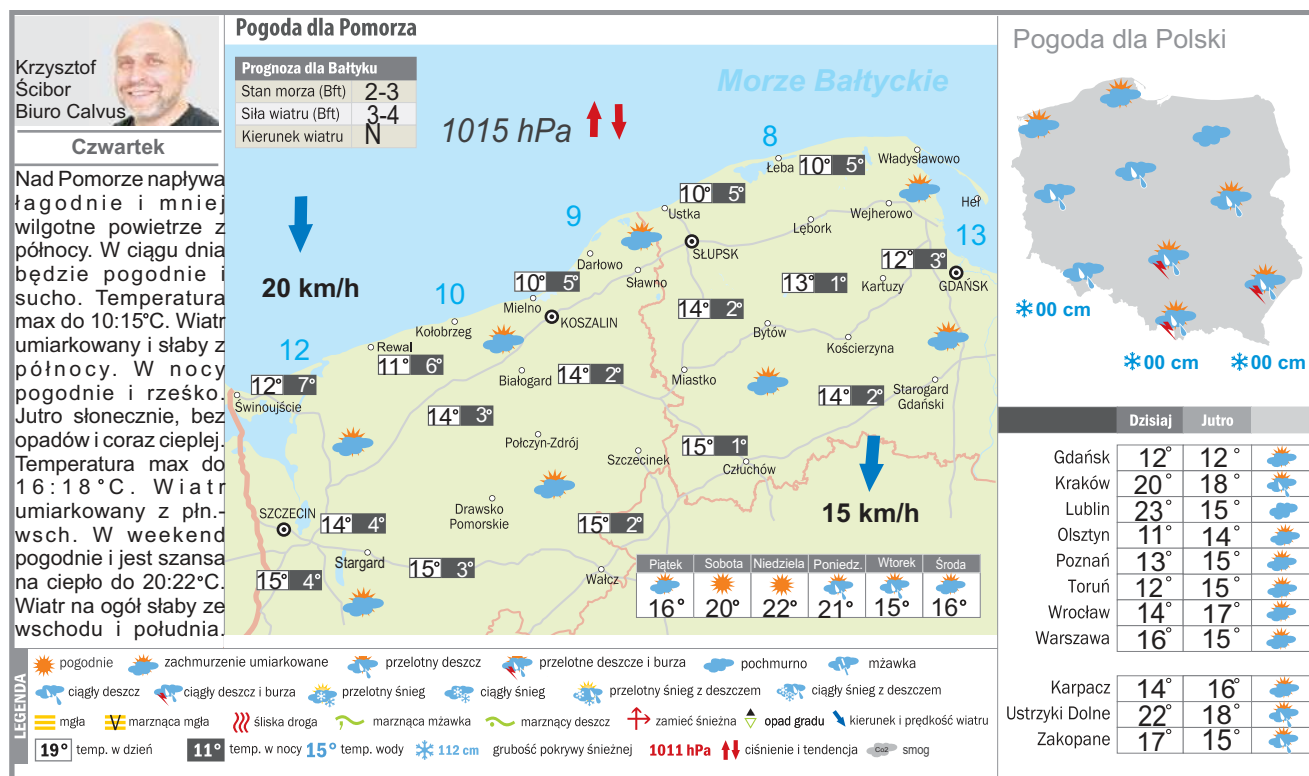 Krzysztof
Ścibor
Biuro Calvus
Czwartek
Nad Pomorze napływa
łagodnie i mniej
wilgotne powietrze z
północy. W ciągu dnia
będzie pogodnie i
sucho. Temperatura
max do 10:15°C. Wiatr
umiarkowany i słaby z
północy. W nocy
pogodnie i rześko.
Jutro słonecznie, bez
opadów i coraz cieplej.
Temperatura max do
16:18°C. Wiatr
umiarkowany z płn.-
wsch. W weekend
pogodnie i jest szansa
na ciepło do 20:22°C.
Wiatr na ogół słaby ze
wschodu i południa.
Pogoda dla Pomorza
Prognoza dla Bałtyku
Stan morza (Bft) 2-3
Siła wiatru (Bft) 3-4
Kierunek wiatru N
Morze Bałtyckie
1015 hPa
8
Łeba
10° 5°
Władysławowo
10° 5°
Ustka
Wejherowo
Hel
Lębork
9
13
SŁUPSK
20 km/h
Darłowo
12° 3°
GDAŃSK
Sławno
10° 5°
13° 1°
Kartuzy
10
Mielno
14° 2°
KOSZALIN
Kołobrzeg
Bytów
Kościerzyna
12
Rewal
11° 6°
Białogard
14° 2°
Miastko
12° 7°
Świnoujście
14° 2°
Starogard
Gdański
14° 3°
Połczyn-Zdrój
15° 1°
Szczecinek
Człuchów
Drawsko
Pomorskie
SZCZECIN
14° 4°
15° 2°
15 km/h
Stargard
15° 3°
15° 4°
Wałcz
Piątek Sobota Niedziela Poniedz. Wtorek Środa
16° 20° 22° 21° 15° 16°
Pogoda dla Polski
00 cm
00 cm 00 cm
Dzisiaj Jutro
Gdańsk 12° 12°
Kraków 20° 18°
Lublin 23° 15°
Olsztyn 11° 14°
Poznań 13° 15°
Toruń 12° 15°
Wrocław 14° 17°
Warszawa 16° 15°
Karpacz 14° 16°
Ustrzyki Dolne 22° 18°
Zakopane 17° 15°
LEGENDA
pogodnie zachmurzenie umiarkowane przelotny deszcz przelotne deszcze i burza pochmurno mżawka
ciągły deszcz ciągły deszcz i burza przelotny śnieg ciągły śnieg przelotny śnieg z deszczem ciągły śnieg z deszczem
mgła marznąca mgła śliska droga marznąca mżawka marznący deszcz zamieć śnieżna opad gradu kierunek i prędkość wiatru
19° temp. w dzień 11° temp. w nocy 15° temp. wody 112 cm grubość pokrywy śnieżnej 1011 hPa ciśnienie i tendencja Co2 smog